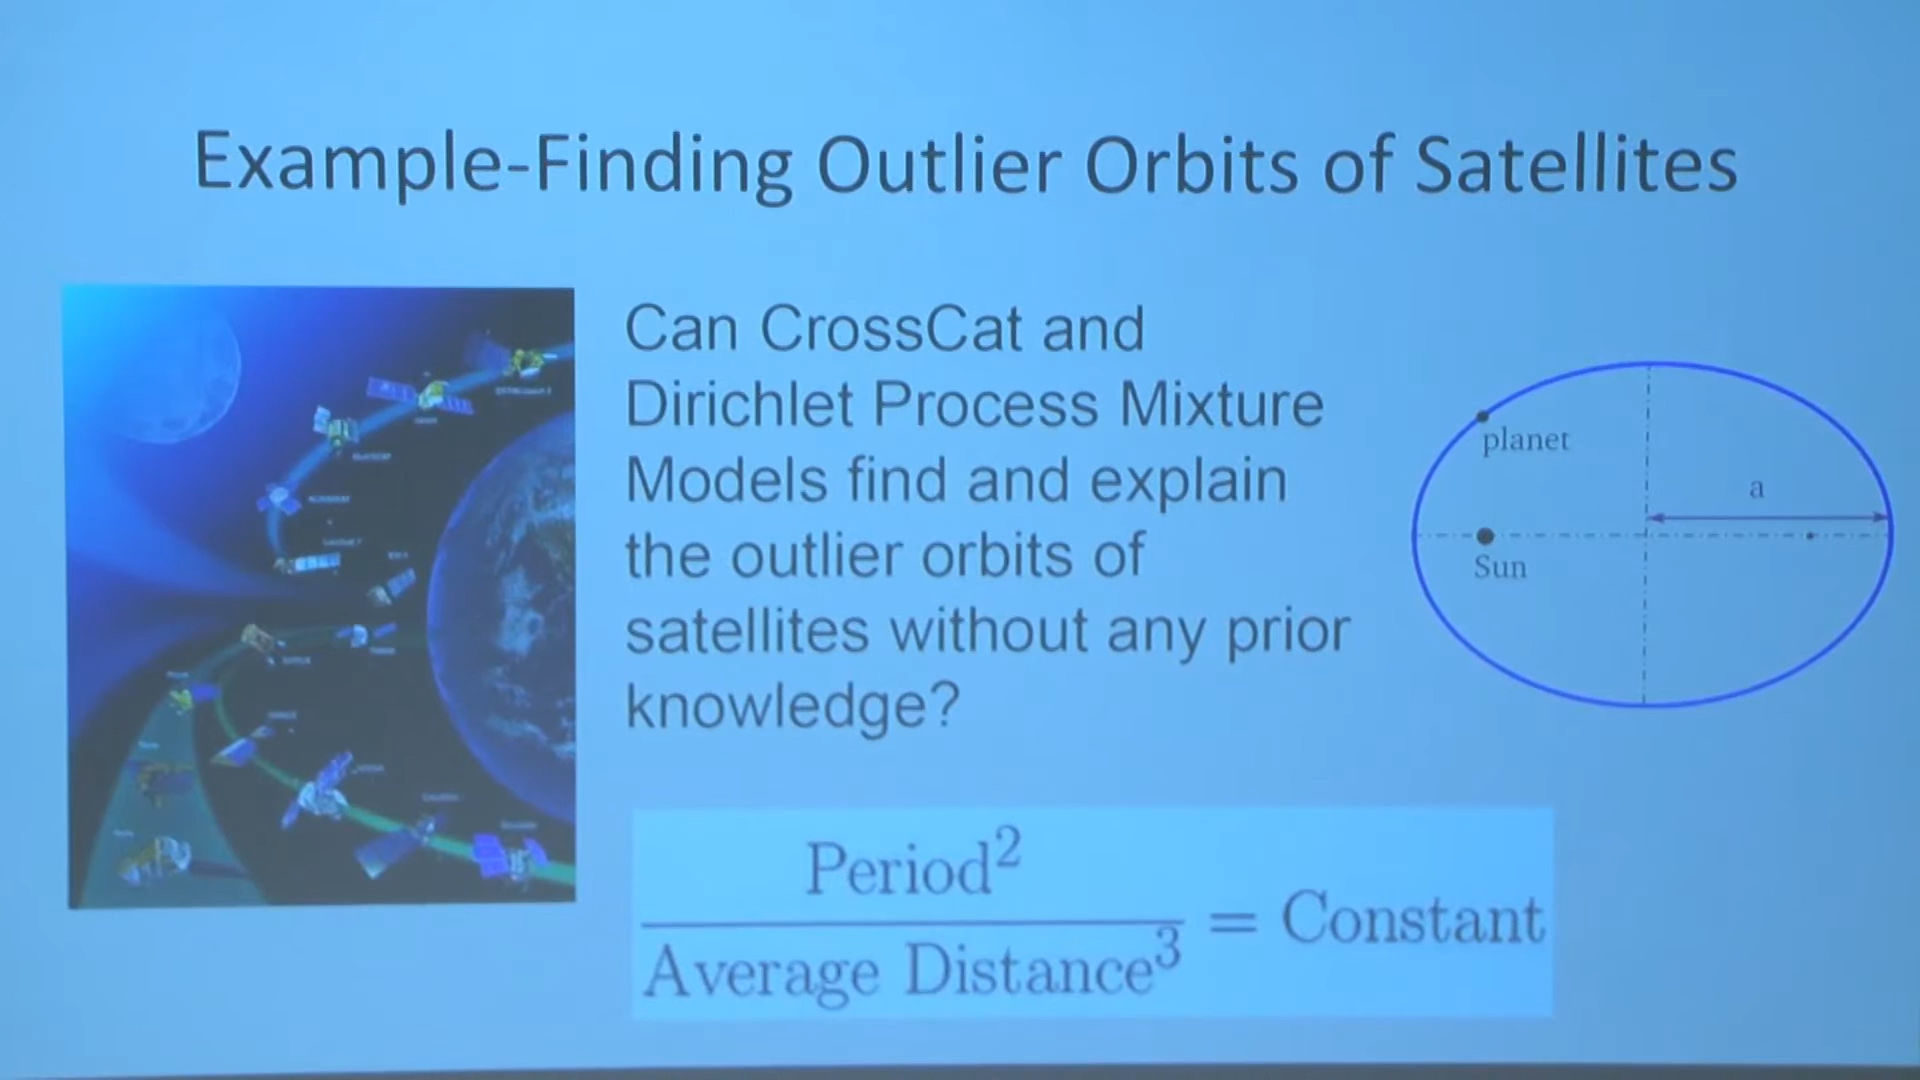 Example-Finding Outlier Orbits of Satellites
Can CrossCat and
Dirichlet Process Mixture
Models find and explain
the outlier orbits of
satellites without any prior
knowledge?
planet
a
Sun
Period²
Average Distance³
= Constant